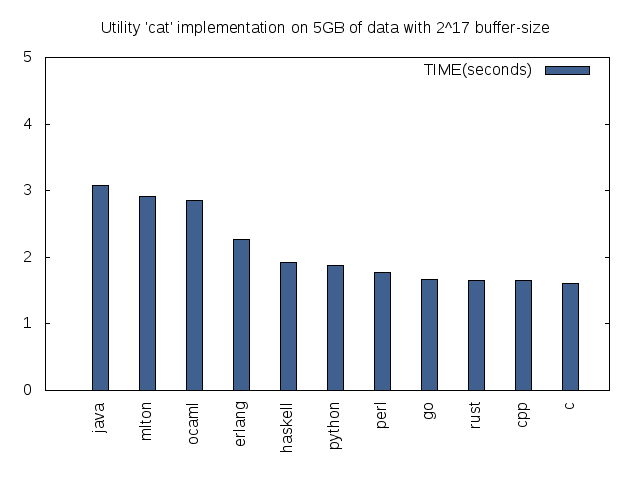 Utility 'cat' implementation on 5GB of data with 2^17 buffer-size
TIME(seconds)
5
4
3
2
1
0
java
mlton
ocaml
erlang
haskell
python
perl
go
rust
cpp
c